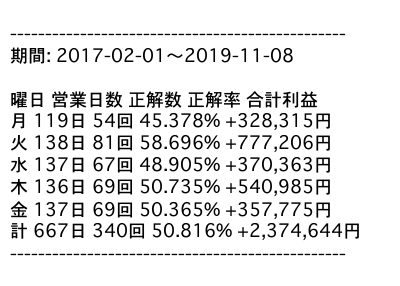 ------------------------------------------------
期間: 2017-02-01〜2019-11-08
曜日 営業日数 正解数 正解率 合計利益
月 119日 54回 45.378% +328,315円
火 138日 81回 58.696% +777,206円
水 137日 67回 48.905% +370,363円
木 136日 69回 50.735% +540,985円
金 137日 69回 50.365% +357,775円
計 667日 340回 50.816% +2,374,644円
------------------------------------------------